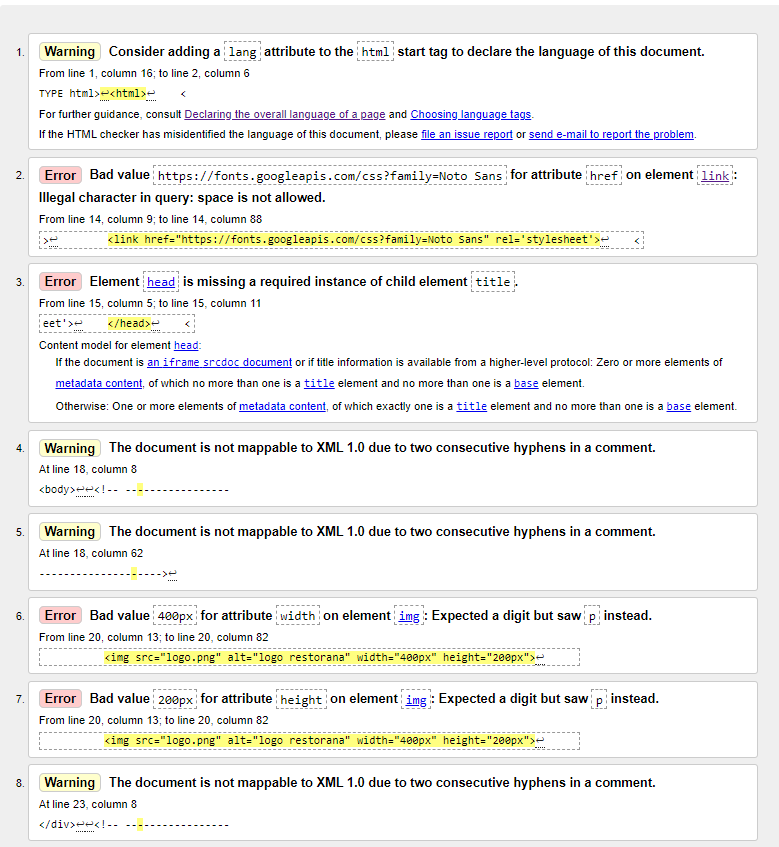 1. Warning Consider adding a lang attribute to the html start tag to declare the language of this document.
From line 1, column 16; to line 2, column 6
TYPE html>↩<html>↩ <
For further guidance, consult Declaring the overall language of a page and Choosing language tags.
If the HTML checker has misidentified the language of this document, please file an issue report or send e-mail to report the problem.
2. Error Bad value https://fonts.googleapis.com/css?family=Noto Sans for attribute href on element link:
Illegal character in query: space is not allowed.
From line 14, column 9; to line 14, column 88
>↩ <link href="https://fonts.googleapis.com/css?family=Noto Sans" rel='stylesheet'>↩ <
3. Error Element head is missing a required instance of child element title.
From line 15, column 5; to line 15, column 11
eet'>↩ </head>↩ <
Content model for element head:
If the document is an iframe srcdoc document or if title information is available from a higher-level protocol: Zero or more elements of
metadata content, of which no more than one is a title element and no more than one is a base element.
Otherwise: One or more elements of metadata content, of which exactly one is a title element and no more than one is a base element.
4. Warning The document is not mappable to XML 1.0 due to two consecutive hyphens in a comment.
At line 18, column 8
<body>↩↩<!-- -----------------
5. Warning The document is not mappable to XML 1.0 due to two consecutive hyphens in a comment.
At line 18, column 62
---------------->↩
6. Error Bad value 400px for attribute width on element img: Expected a digit but saw p instead.
From line 20, column 13; to line 20, column 82
<img src="logo.png" alt="logo restorana" width="400px" height="200px">↩
7. Error Bad value 200px for attribute height on element img: Expected a digit but saw p instead.
From line 20, column 13; to line 20, column 82
<img src="logo.png" alt="logo restorana" width="400px" height="200px">↩
8. Warning The document is not mappable to XML 1.0 due to two consecutive hyphens in a comment.
At line 23, column 8
</div>↩↩<!-- -----------------